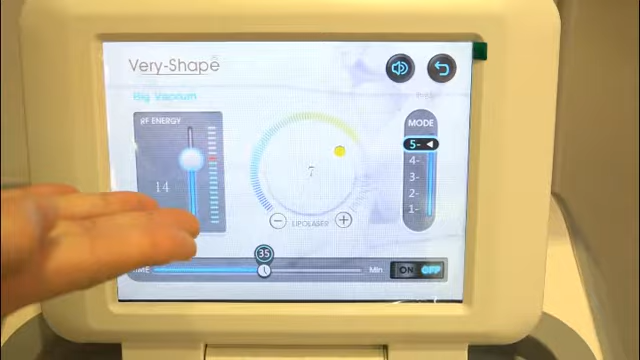 Very-Shape
Big Vacuum
RF ENERGY
14
7
LIPOLASER
MODE
5-
4-
3-
2-
1-
35
Min
ON OFF